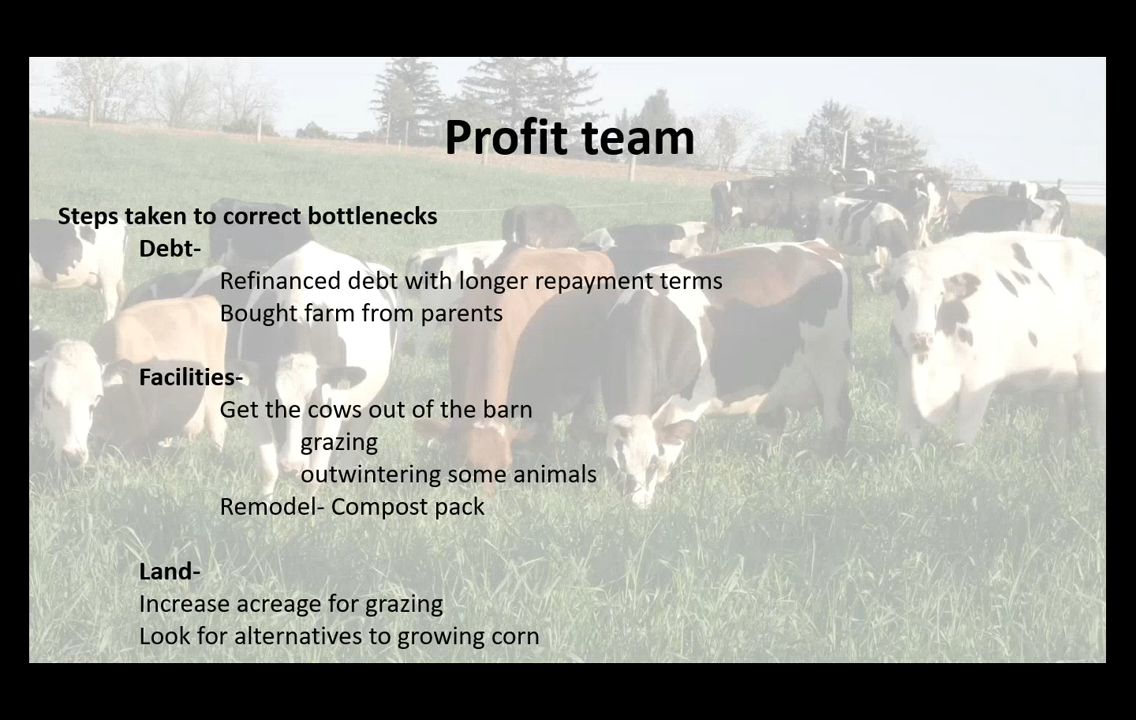 Profit team
Steps taken to correct bottlenecks
Debt-
Refinanced debt with longer repayment terms
Bought farm from parents
Facilities-
Get the cows out of the barn
grazing
outwintering some animals
Remodel- Compost pack
Land-
Increase acreage for grazing
Look for alternatives to growing corn